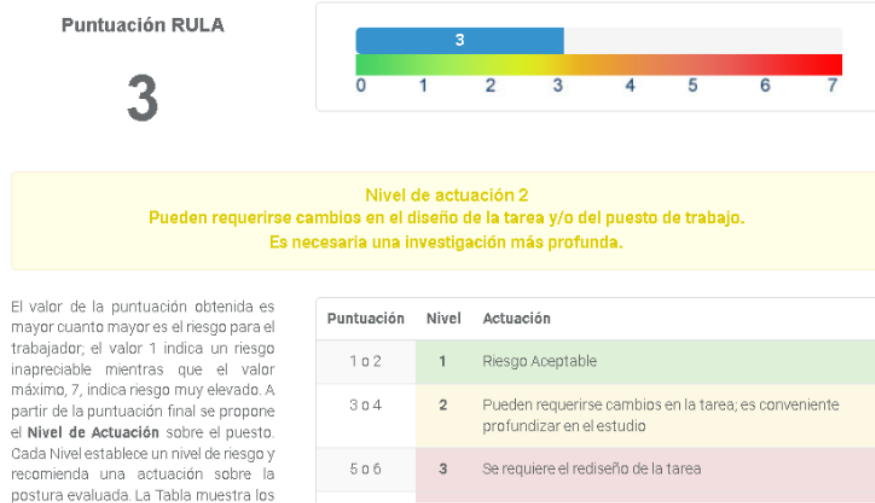 Puntuación RULA
3
3
0 1 2 3 4 5 6 7
Nivel de actuación 2
Pueden requerirse cambios en el diseño de la tarea y/o del puesto de trabajo.
Es necesaria una investigación más profunda.
El valor de la puntuación obtenida es
mayor cuanto mayor es el riesgo para el
trabajador; el valor 1 indica un riesgo
inapreciable mientras que el valor
máximo, 7, indica riesgo muy elevado. A
partir de la puntuación final se propone
el Nivel de Actuación sobre el puesto.
Cada Nivel establece un nivel de riesgo y
recomienda una actuación sobre la
postura evaluada. La Tabla muestra los
Puntuación Nivel Actuación
1 o 2 1 Riesgo Aceptable
3 o 4 2 Pueden requerirse cambios en la tarea; es conveniente
profundizar en el estudio
5 o 6 3 Se requiere el rediseño de la tarea